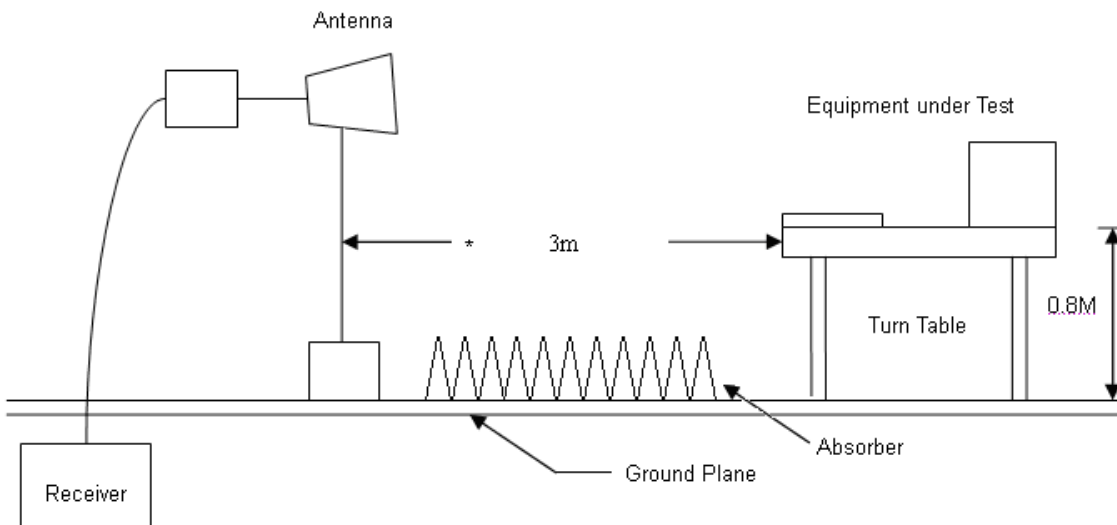 Antenna
Equipment under Test
* 3m
0.8M
Turn Table
Absorber
Ground Plane
Receiver